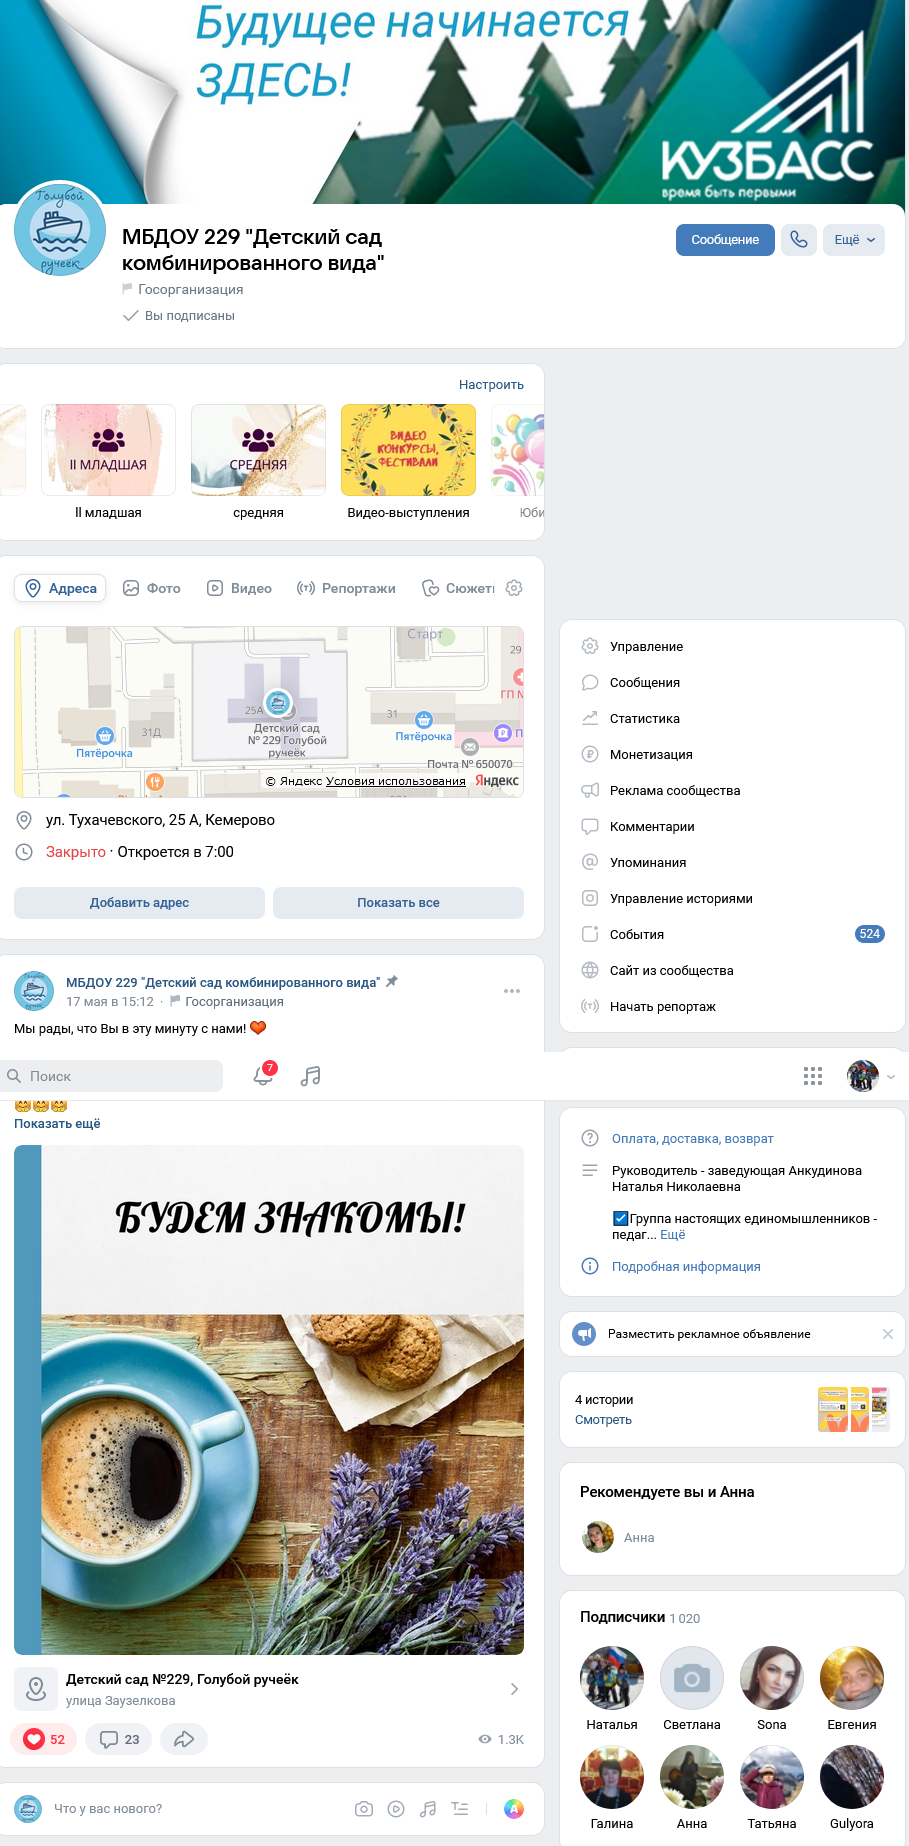 Будущее начинается
ЗДЕСЬ!
КУЗБАСС
время быть первыми
Голубой
ручеёк
МБДОУ 229 "Детский сад
комбинированного вида"
Госорганизация
Вы подписаны
Сообщение
Ещё
Настроить
II МЛАДШАЯ
СРЕДНЯЯ
ВИДЕО
КОНКУРСЫ,
ФЕСТИВАЛИ
II младшая
средняя
Видео-выступления
Юби
Адреса
Фото
Видео
Репортажи
Сюжеты
Старт
29
ГП №
25А
31Д
31
Детский сад
№ 229 Голубой
ручеёк
Пятёрочка
Пятёрочка
П
Почта № 650070
© Яндекс Условия использования
Яндекс
ул. Тухачевского, 25 А, Кемерово
Закрыто · Откроется в 7:00
Добавить адрес
Показать все
Управление
Сообщения
Статистика
Монетизация
Реклама сообщества
Комментарии
Упоминания
Управление историями
События
524
Сайт из сообщества
Начать репортаж
МБДОУ 229 "Детский сад комбинированного вида"
17 мая в 15:12 · Госорганизация
Мы рады, что Вы в эту минуту с нами! ❤
Поиск
7
🤗🤗🤗
Показать ещё
БУДЕМ ЗНАКОМЫ!
Детский сад №229, Голубой ручеёк
улица Заузелкова
52
23
1.3K
Что у вас нового?
Оплата, доставка, возврат
Руководитель - заведующая Анкудинова
Наталья Николаевна
☑Группа настоящих единомышленников -
педаг... Ещё
Подробная информация
Разместить рекламное объявление
4 истории
Смотреть
Рекомендуете вы и Анна
Анна
Подписчики 1 020
Наталья
Светлана
Sona
Евгения
Галина
Анна
Татьяна
Gulyora